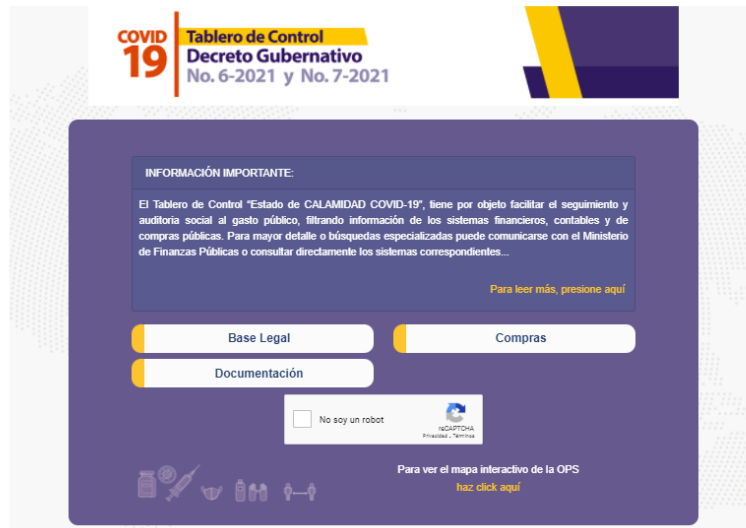 COVID
19
Tablero de Control
Decreto Gubernativo
No. 6-2021 y No. 7-2021
INFORMACIÓN IMPORTANTE:
El Tablero de Control "Estado de CALAMIDAD COVID-19", tiene por objeto facilitar el seguimiento y
auditoria social al gasto público, filtrando información de los sistemas financieros, contables y de
compras públicas. Para mayor detalle o búsquedas especializadas puede comunicarse con el Ministerio
de Finanzas Públicas o consultar directamente los sistemas correspondientes...
Para leer más, presione aquí
Base Legal
Compras
Documentación
No soy un robot
reCAPTCHA
Privacidad - Términos
Para ver el mapa interactivo de la OPS
haz click aquí